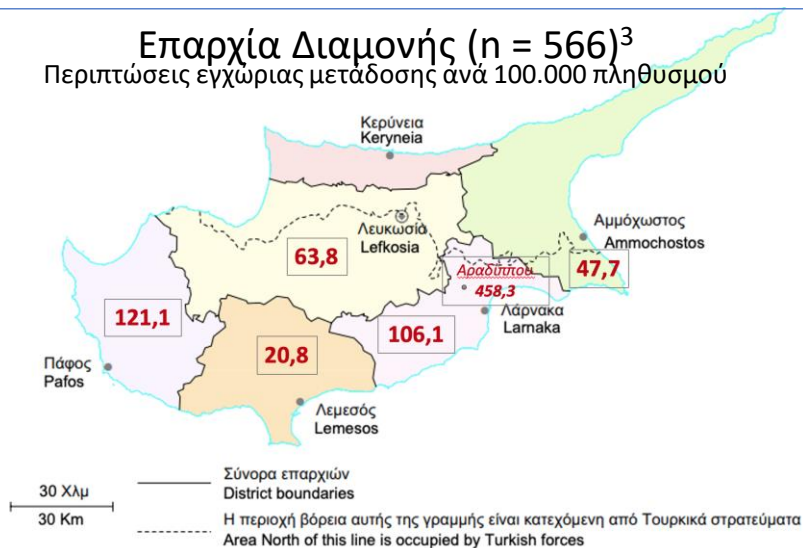 Επαρχία Διαμονής (n = 566)³
Περιπτώσεις εγχώριας μετάδοσης ανά 100.000 πληθυσμού
Κερύνεια
Keryneia
Λευκωσία
Lefkosia
Αμμόχωστος
Ammochostos
63,8
Αραδίππου
458,3
47,7
121,1
Λάρνακα
Larnaka
106,1
20,8
Πάφος
Pafos
Λεμεσός
Lemesos
30 Χλμ
30 Km
Σύνορα επαρχιών
District boundaries
Η περιοχή βόρεια αυτής της γραμμής είναι κατεχόμενη από Τουρκικά στρατεύματα
Area North of this line is occupied by Turkish forces